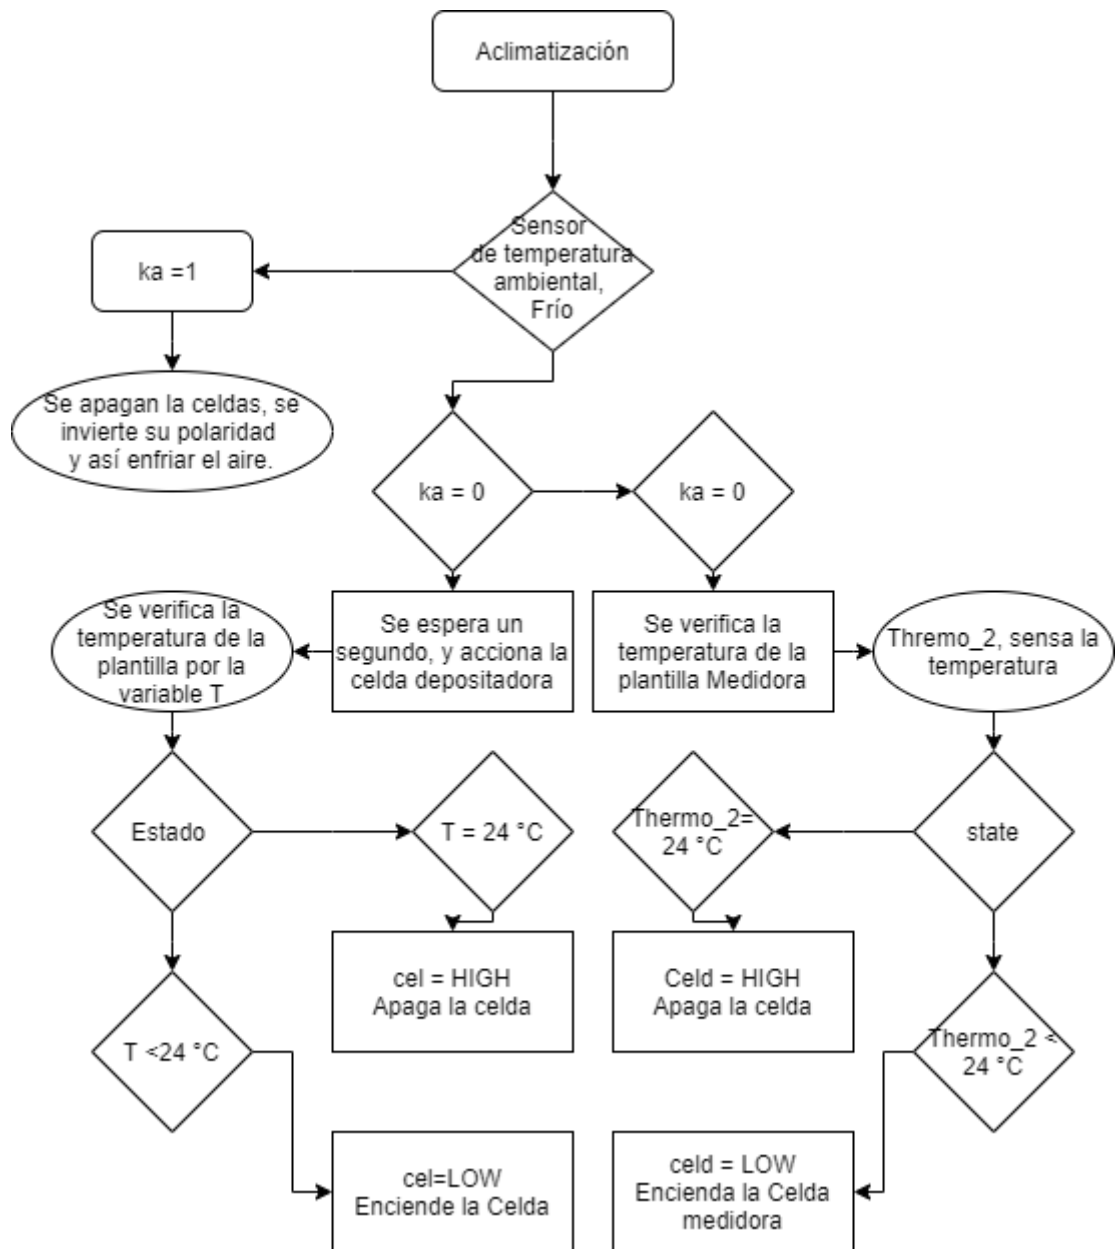 Aclimatización
Sensor
de temperatura
ambiental,
Frío
ka =1
Se apagan la celdas, se
invierte su polaridad
y así enfriar el aire.
ka = 0
ka = 0
Se verifica la
temperatura de la
plantilla por la
variable T
Se espera un
segundo, y acciona la
celda depositadora
Se verifica la
temperatura de la
plantilla Medidora
Thremo_2, sensa la
temperatura
Estado
T = 24 °C
Thermo_2=
24 °C
state
cel = HIGH
Apaga la celda
Celd = HIGH
Apaga la celda
T <24 °C
Thermo_2 <
24 °C
cel=LOW
Enciende la Celda
celd = LOW
Encienda la Celda
medidora